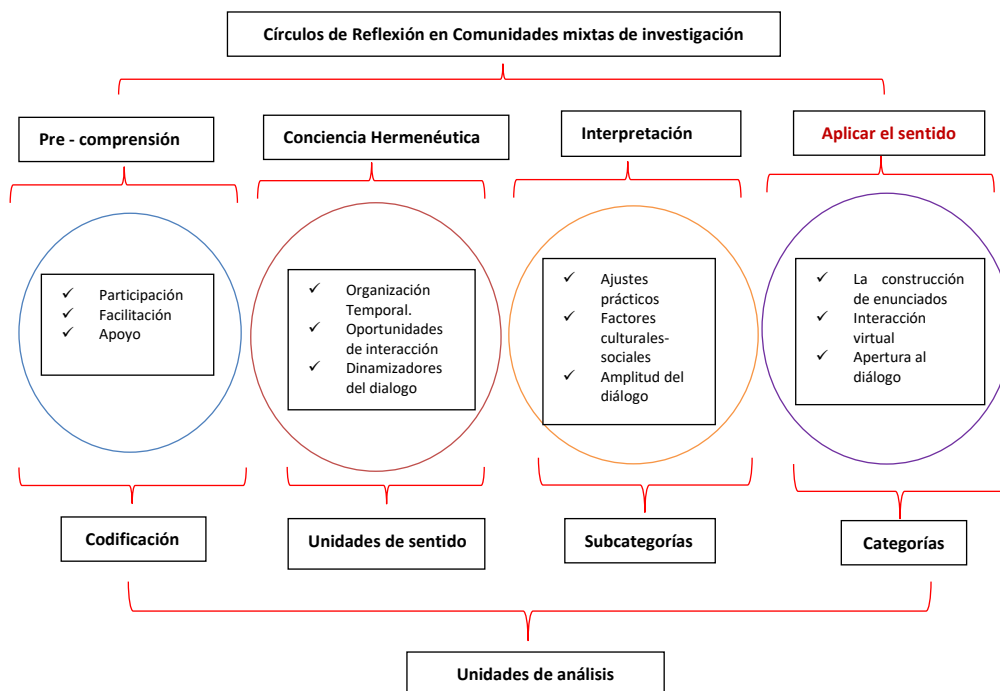 Círculos de Reflexión en Comunidades mixtas de investigación
Pre - comprensión
Conciencia Hermenéutica
Interpretación
Aplicar el sentido
✓ Participación
✓ Facilitación
✓ Apoyo
✓ Organización
Temporal.
✓ Oportunidades
de interacción
✓ Dinamizadores
del dialogo
✓ Ajustes
prácticos
✓ Factores
culturales-
sociales
✓ Amplitud del
diálogo
✓ La construcción
de enunciados
✓ Interacción
virtual
✓ Apertura al
diálogo
Codificación
Unidades de sentido
Subcategorías
Categorías
Unidades de análisis